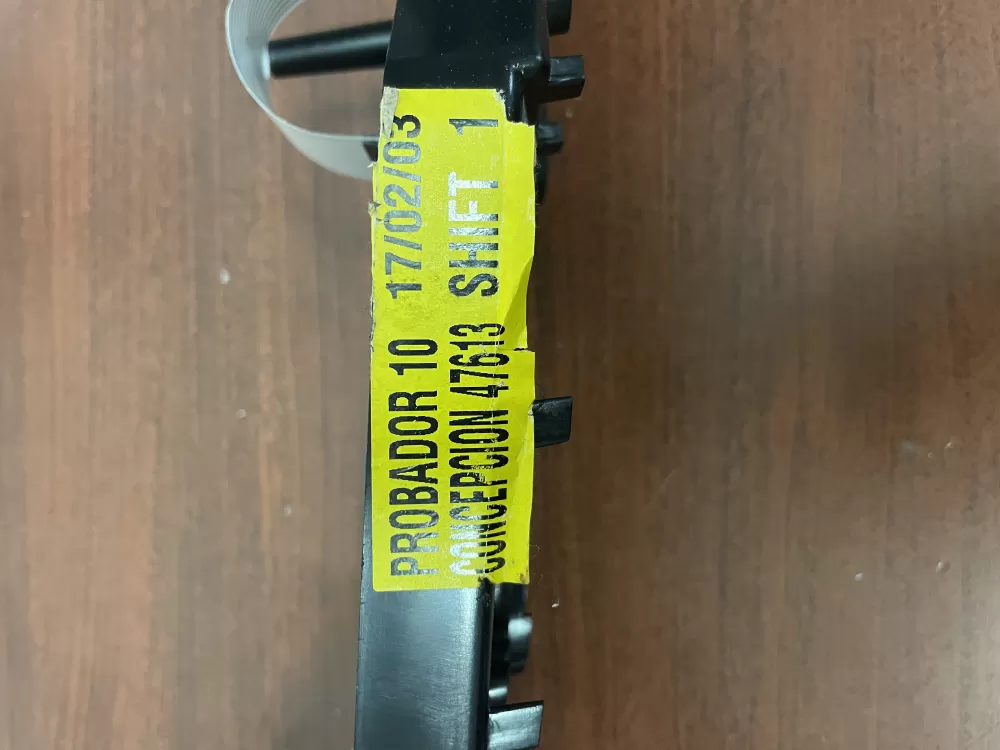 PROBADOR 10 17/02/03
CONCEPCION 47613 SHIFT 1